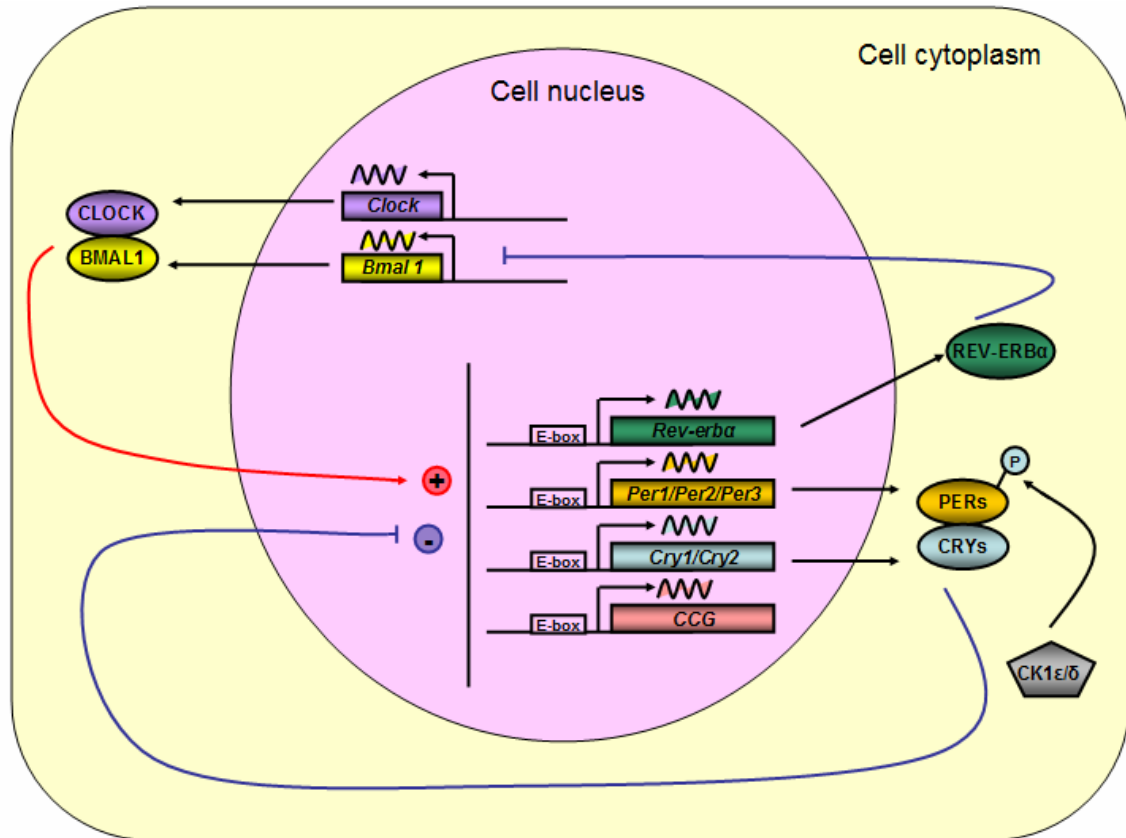 Cell cytoplasm
Cell nucleus
Clock
CLOCK
BMAL1
Bmal 1
REV-ERBα
E-box
Rev-erbα
E-box
Per1/Per2/Per3
P
PERs
+
-
E-box
Cry1/Cry2
CRYs
E-box
CCG
CK1ε/δ